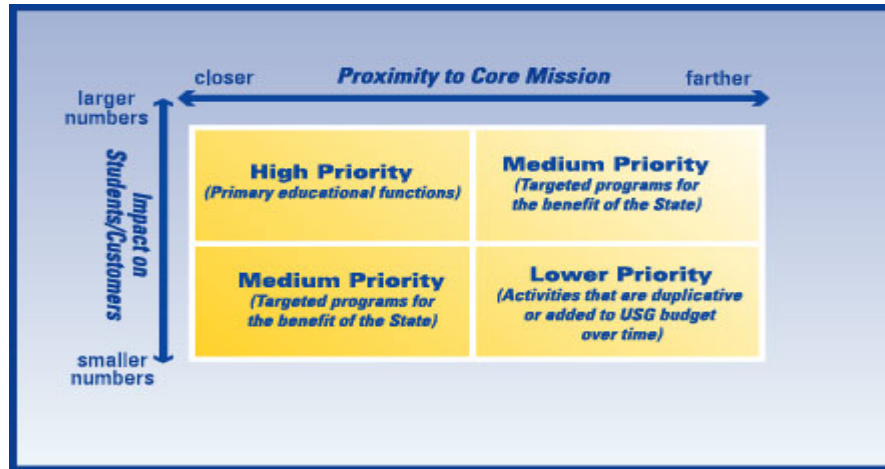 closer Proximity to Core Mission farther
larger
numbers
Impact on
Students/Customers
High Priority
(Primary educational functions)
Medium Priority
(Targeted programs for
the benefit of the State)
Medium Priority
(Targeted programs for
the benefit of the State)
Lower Priority
(Activities that are duplicative
or added to USG budget
over time)
smaller
numbers